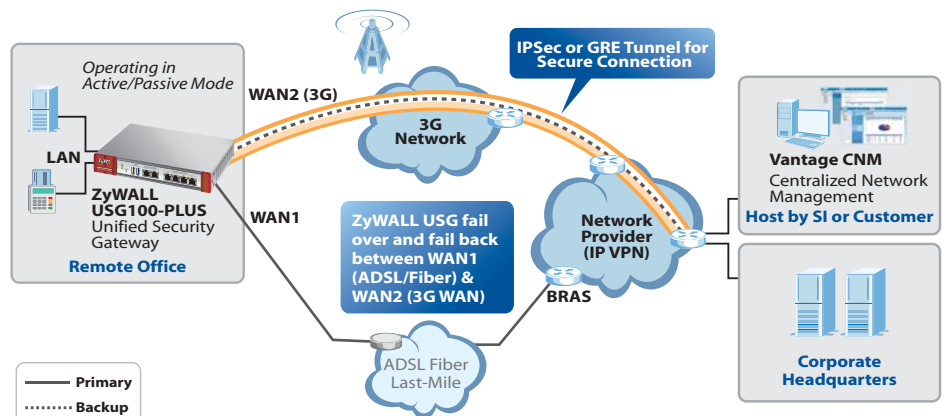 Operating in
Active/Passive Mode
LAN
ZyWALL
USG100-PLUS
Unified Security
Gateway
Remote Office
WAN2 (3G)
WAN1
3G
Network
IPSec or GRE Tunnel for
Secure Connection
ZyWALL USG fail
over and fail back
between WAN1
(ADSL/Fiber) &
WAN2 (3G WAN)
Network
Provider
(IP VPN)
BRAS
ADSL Fiber
Last-Mile
Vantage CNM
Centralized Network
Management
Host by SI or Customer
Corporate
Headquarters
Primary
Backup